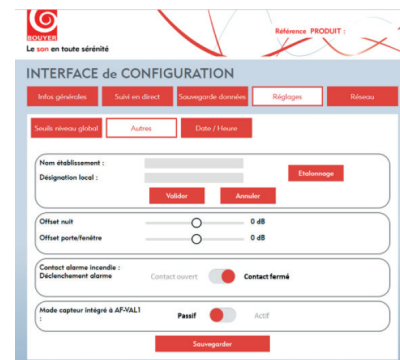 BOUYER
Le son en toute sérénité
Référence PRODUIT :
INTERFACE de CONFIGURATION
Infos générales Suivi en direct Sauvegarde données Réglages Réseau
Seuils niveau global Autres Date / Heure
Nom établissement :
Désignation local :
Etalonnage
Valider Annuler
Offset nuit 0 dB
Offset porte/fenêtre 0 dB
Contact alarme incendie :
Déclenchement alarme Contact ouvert Contact fermé
Mode capteur intégré à AF-VAL1
: Passif Actif
Sauvegarder